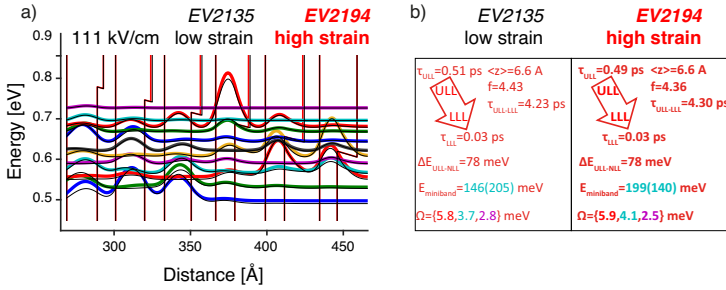 a)
EV2135
EV2194
111 kV/cm
low strain
high strain
0.9
0.8
0.7
0.6
0.5
Energy [eV]
300
350
400
450
Distance [Å]
b)
EV2135
low strain
EV2194
high strain
τULL=0.51 ps <z>=6.6 A
f=4.43
τULL-LLL=4.23 ps
ULL
LLL
τLLL=0.03 ps
ΔEULL-NLL=78 meV
Eminiband=146(205) meV
Ω={5.8,3.7,2.8} meV
τULL=0.49 ps <z>=6.6 A
f=4.36
τULL-LLL=4.30 ps
ULL
LLL
τLLL=0.03 ps
ΔEULL-NLL=78 meV
Eminiband=199(140) meV
Ω={5.9,4.1,2.5} meV